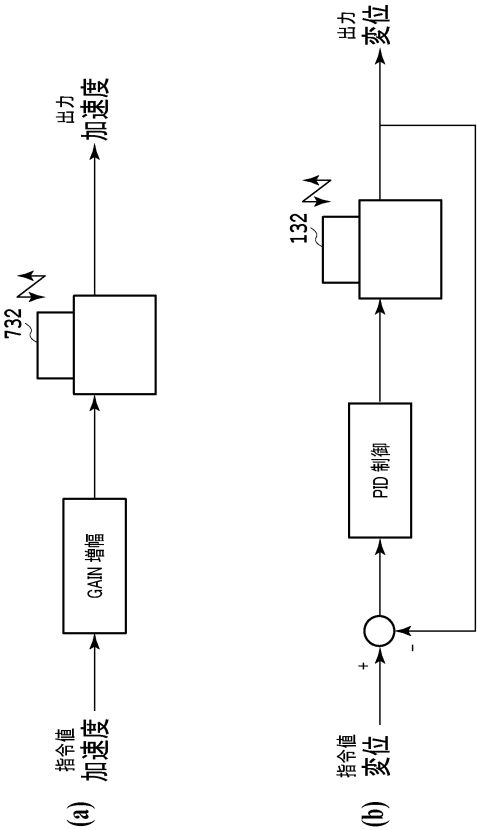 (a)
指令値
加速度
GAIN 増幅
732
出力
加速度
(b)
指令値
変位
+
-
PID 制御
132
出力
変位